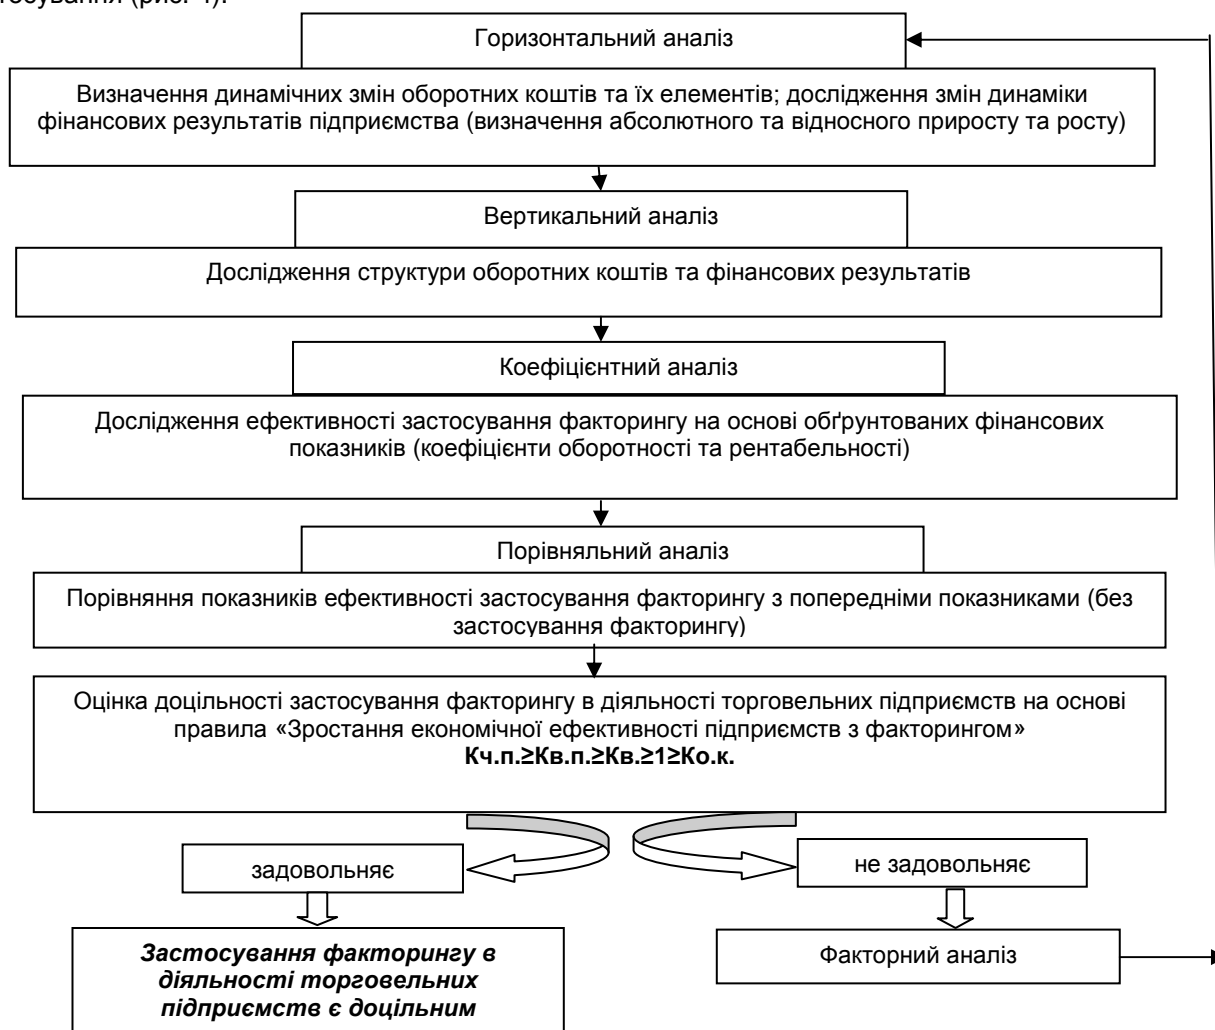 тосування (рис. 4).
Горизонтальний аналіз
Визначення динамічних змін оборотних коштів та їх елементів; дослідження змін динаміки
фінансових результатів підприємства (визначення абсолютного та відносного приросту та росту)
Вертикальний аналіз
Дослідження структури оборотних коштів та фінансових результатів
Коефіцієнтний аналіз
Дослідження ефективності застосування факторингу на основі обґрунтованих фінансових
показників (коефіцієнти оборотності та рентабельності)
Порівняльний аналіз
Порівняння показників ефективності застосування факторингу з попередніми показниками (без
застосування факторингу)
Оцінка доцільності застосування факторингу в діяльності торговельних підприємств на основі
правила «Зростання економічної ефективності підприємств з факторингом»
Кч.п.≥Кв.п.≥Кв.≥1≥Ко.к.
задовольняє
не задовольняє
Застосування факторингу в
діяльності торговельних
підприємств є доцільним
Факторний аналіз